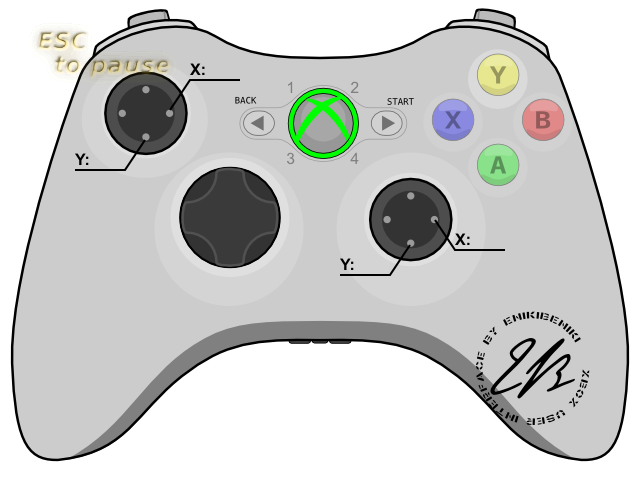 ESC
to pause
X:
Y:
BACK
START
1
2
3
4
Y
X
B
A
X:
Y:
XBOX USER INTERFACE BY ENIKIBENIKI